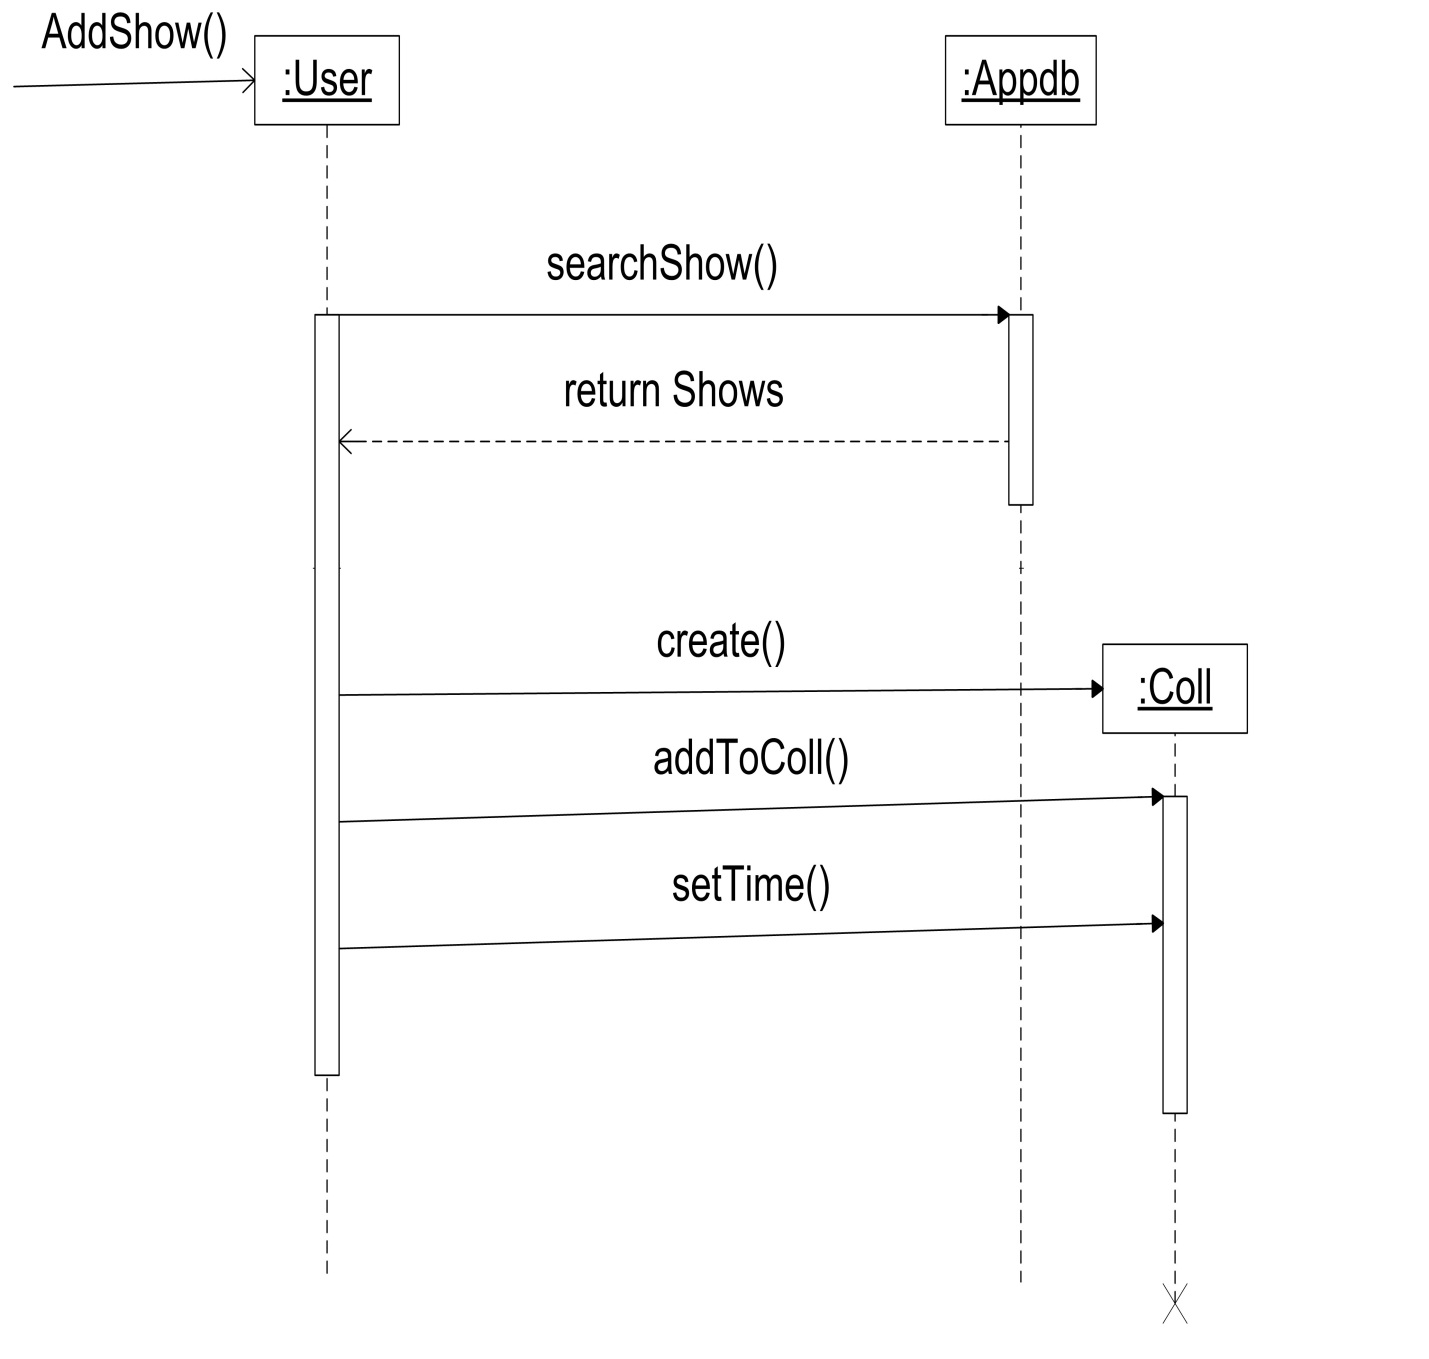 AddShow()
:User
:Appdb
searchShow()
return Shows
create()
:Coll
addToColl()
setTime()